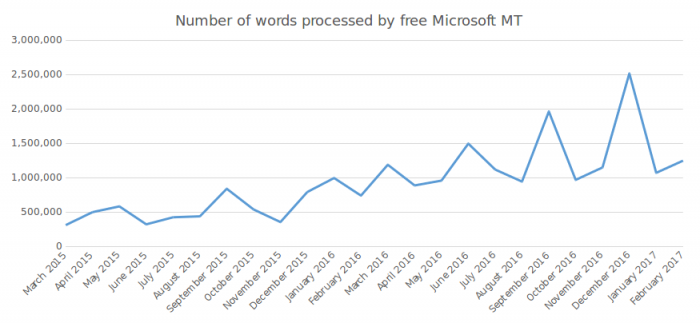 Number of words processed by free Microsoft MT
3,000,000
2,500,000
2,000,000
1,500,000
1,000,000
500,000
0
March 2015
April 2015
May 2015
June 2015
July 2015
August 2015
September 2015
October 2015
November 2015
December 2015
January 2016
February 2016
March 2016
April 2016
May 2016
June 2016
July 2016
August 2016
September 2016
October 2016
November 2016
December 2016
January 2017
February 2017